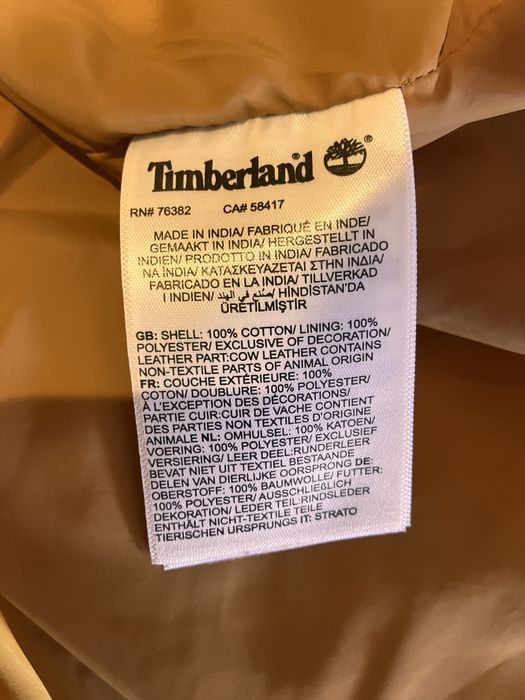 Timberland ®
RN# 76382 CA# 58417
MADE IN INDIA/ FABRIQUÉ EN INDE/
GEMAAKT IN INDIA/ HERGESTELLT IN
INDIEN/ PRODOTTO IN INDIA/ FABRICADO
NA ÍNDIA/ ΚΑΤΑΣΚΕΥΑΖΕΤΑΙ ΣΤΗΝ ΙΝΔΙΑ/
FABRICADO EN LA INDIA/ TILLVERKAD
I INDIEN/ صنع في الهند/ HİNDİSTAN'DA
ÜRETİLMİŞTİR
GB: SHELL: 100% COTTON/ LINING: 100%
POLYESTER/ EXCLUSIVE OF DECORATION/
LEATHER PART:COW LEATHER CONTAINS
NON-TEXTILE PARTS OF ANIMAL ORIGIN
FR: COUCHE EXTÉRIEURE: 100%
COTON/ DOUBLURE: 100% POLYESTER/
À L'EXCEPTION DES DÉCORATIONS/
PARTIE CUIR:CUIR DE VACHE CONTIENT
DES PARTIES NON TEXTILES D'ORIGINE
ANIMALE NL: OMHULSEL: 100% KATOEN/
VOERING: 100% POLYESTER/ EXCLUSIEF
VERSIERING/ LEER DEEL:RUNDERLEER
BEVAT NIET UIT TEXTIEL BESTAANDE
DELEN VAN DIERLIJKE OORSPRONG DE:
OBERSTOFF: 100% BAUMWOLLE/ FUTTER:
100% POLYESTER/ AUSSCHLIEßLICH
DEKORATION/ LEDER TEIL:RINDSLEDER
ENTHÄLT NICHT-TEXTILE TEILE
TIERISCHEN URSPRUNGS IT: STRATO